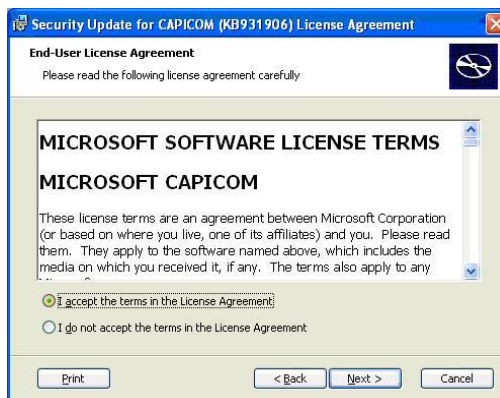 Security Update for CAPICOM (KB931906) License Agreement
End-User License Agreement
Please read the following license agreement carefully
MICROSOFT SOFTWARE LICENSE TERMS
MICROSOFT CAPICOM
These license terms are an agreement between Microsoft Corporation
(or based on where you live, one of its affiliates) and you. Please read
them. They apply to the software named above, which includes the
media on which you received it, if any. The terms also apply to any
I accept the terms in the License Agreement
I do not accept the terms in the License Agreement
Print
< Back
Next >
Cancel